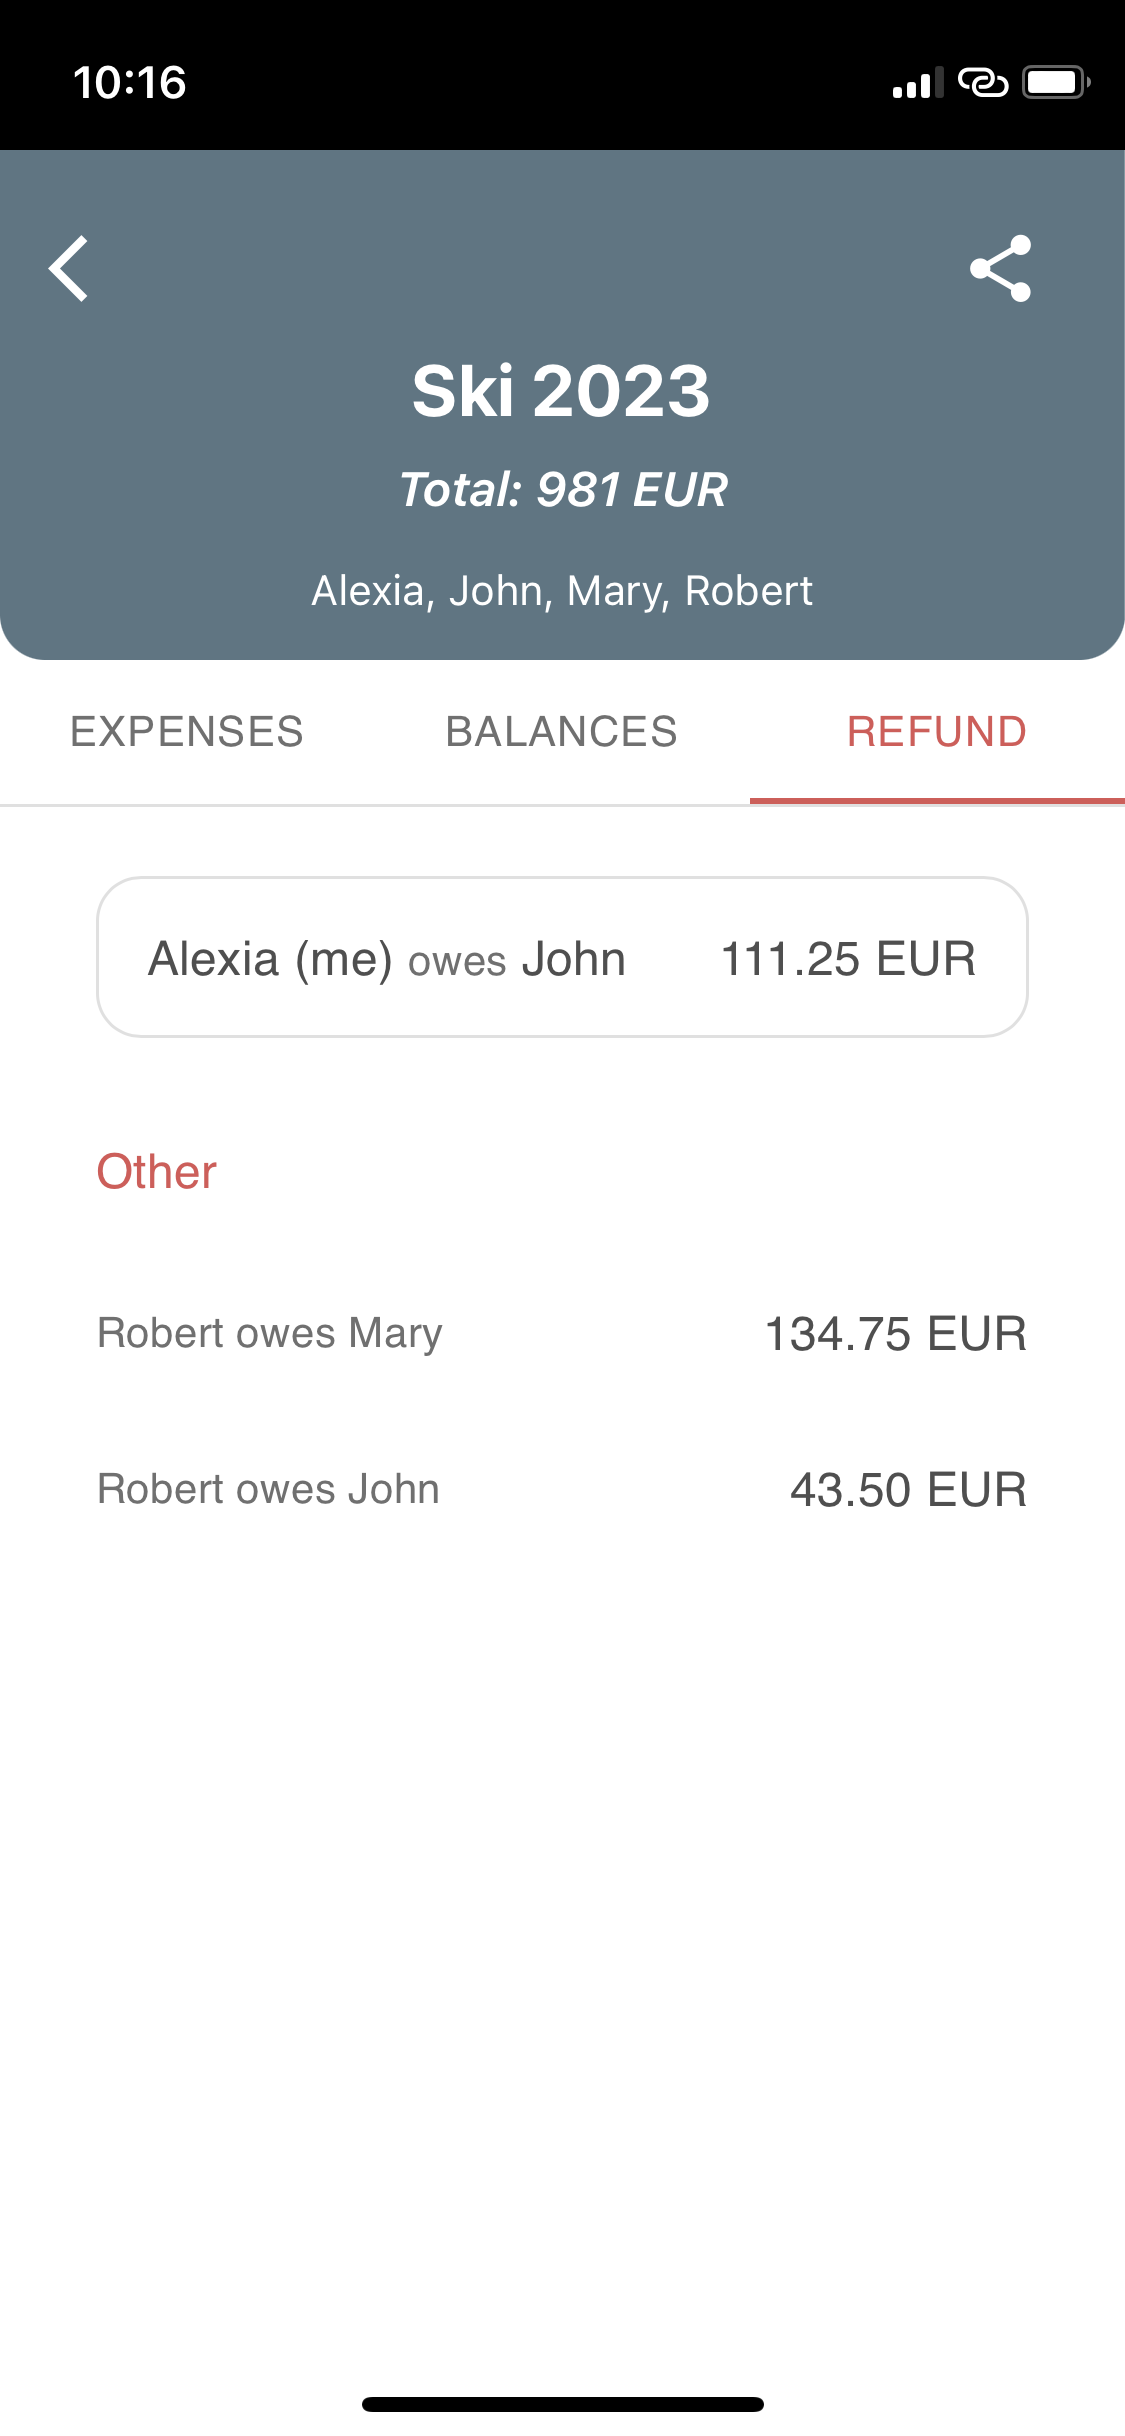 10:16
Ski 2023
Total: 981 EUR
Alexia, John, Mary, Robert
EXPENSES BALANCES REFUND
Alexia (me) owes John 111.25 EUR
Other
Robert owes Mary 134.75 EUR
Robert owes John 43.50 EUR